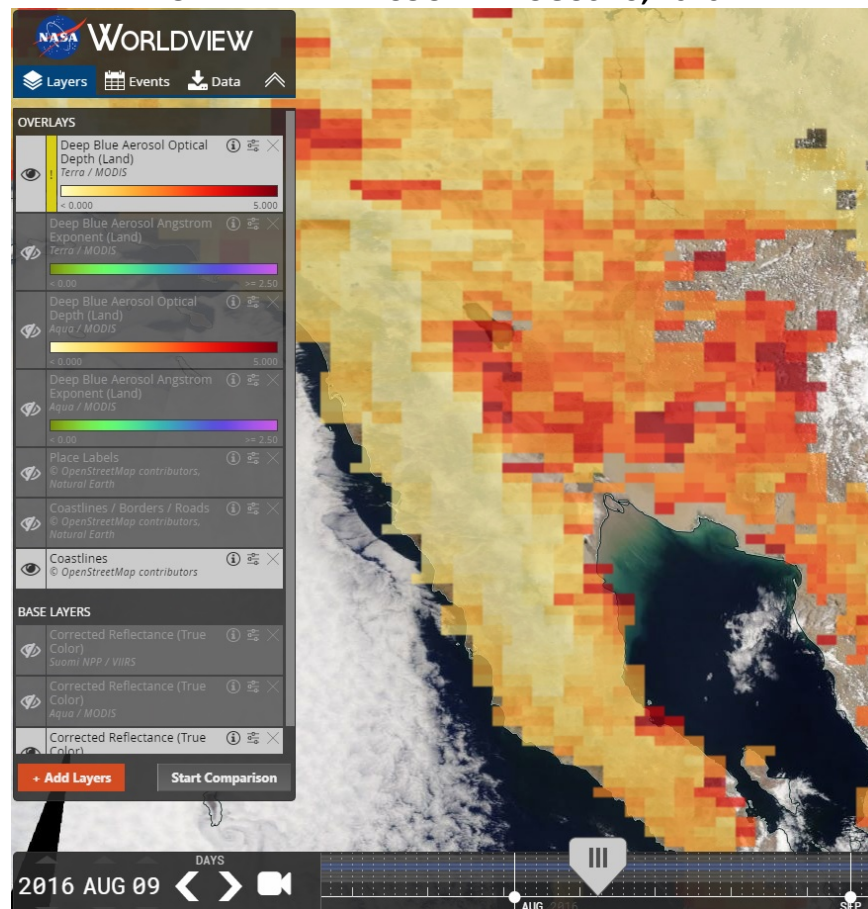 NASA WORLDVIEW
Layers Events Data
OVERLAYS
Deep Blue Aerosol Optical
Depth (Land)
Terra / MODIS
< 0.000 5.000
Deep Blue Aerosol Angstrom
Exponent (Land)
Terra / MODIS
< 0.00 >= 2.50
Deep Blue Aerosol Optical
Depth (Land)
Aqua / MODIS
< 0.000 5.000
Deep Blue Aerosol Angstrom
Exponent (Land)
Aqua / MODIS
< 0.00 >= 2.50
Place Labels
© OpenStreetMap contributors,
Natural Earth
Coastlines / Borders / Roads
© OpenStreetMap contributors,
Natural Earth
Coastlines
© OpenStreetMap contributors
BASE LAYERS
Corrected Reflectance (True
Color)
Suomi NPP / VIIRS
Corrected Reflectance (True
Color)
Aqua / MODIS
Corrected Reflectance (True
Color)
+ Add Layers Start Comparison
DAYS
2016 AUG 09
AUG 2016 SEP